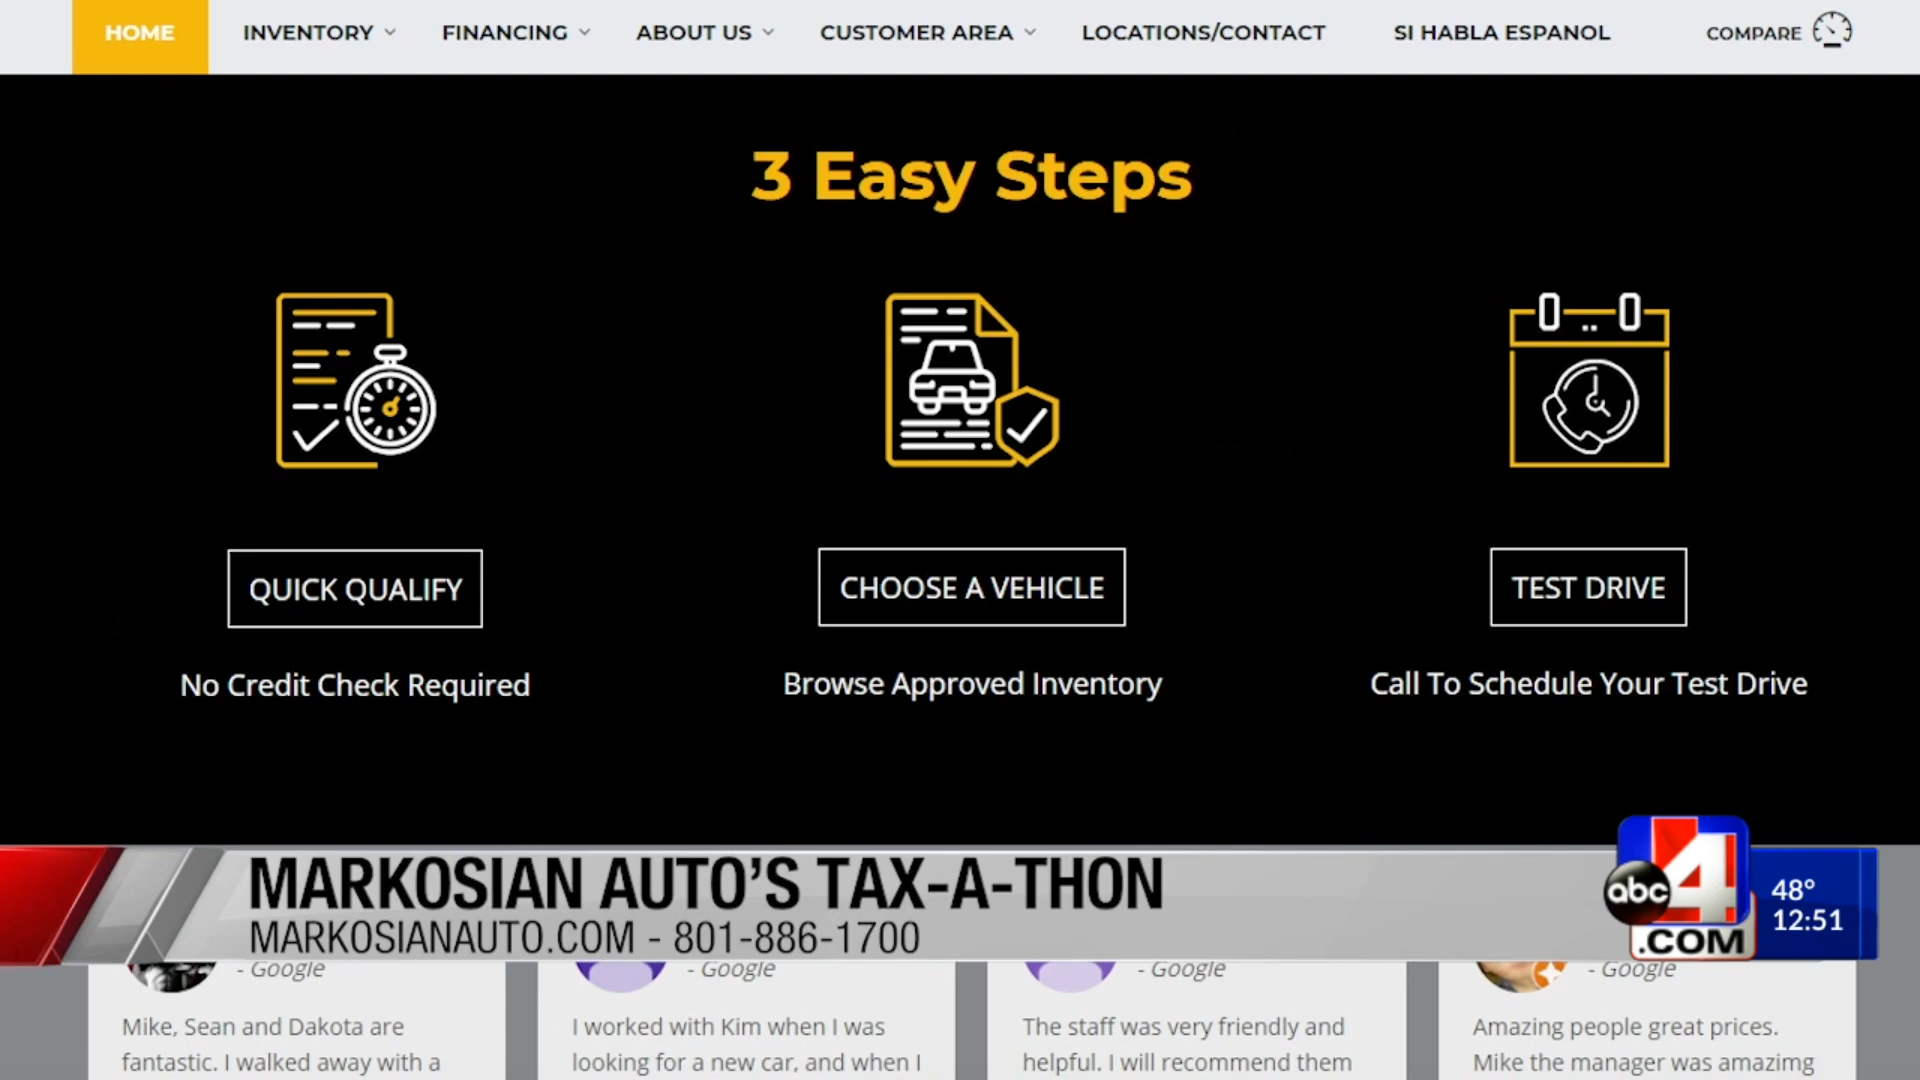 HOME
INVENTORY
FINANCING
ABOUT US
CUSTOMER AREA
LOCATIONS/CONTACT
SI HABLA ESPANOL
COMPARE
3 Easy Steps
QUICK QUALIFY
CHOOSE A VEHICLE
TEST DRIVE
No Credit Check Required
Browse Approved Inventory
Call To Schedule Your Test Drive
MARKOSIAN AUTO'S TAX-A-THON
MARKOSIANAUTO.COM - 801-886-1700
abc
4
.COM
48°
12:51
- Google
Mike, Sean and Dakota are
fantastic. I walked away with a
- Google
I worked with Kim when I was
looking for a new car, and when I
- Google
The staff was very friendly and
helpful. I will recommend them
- Google
Amazing people great prices.
Mike the manager was amazimg